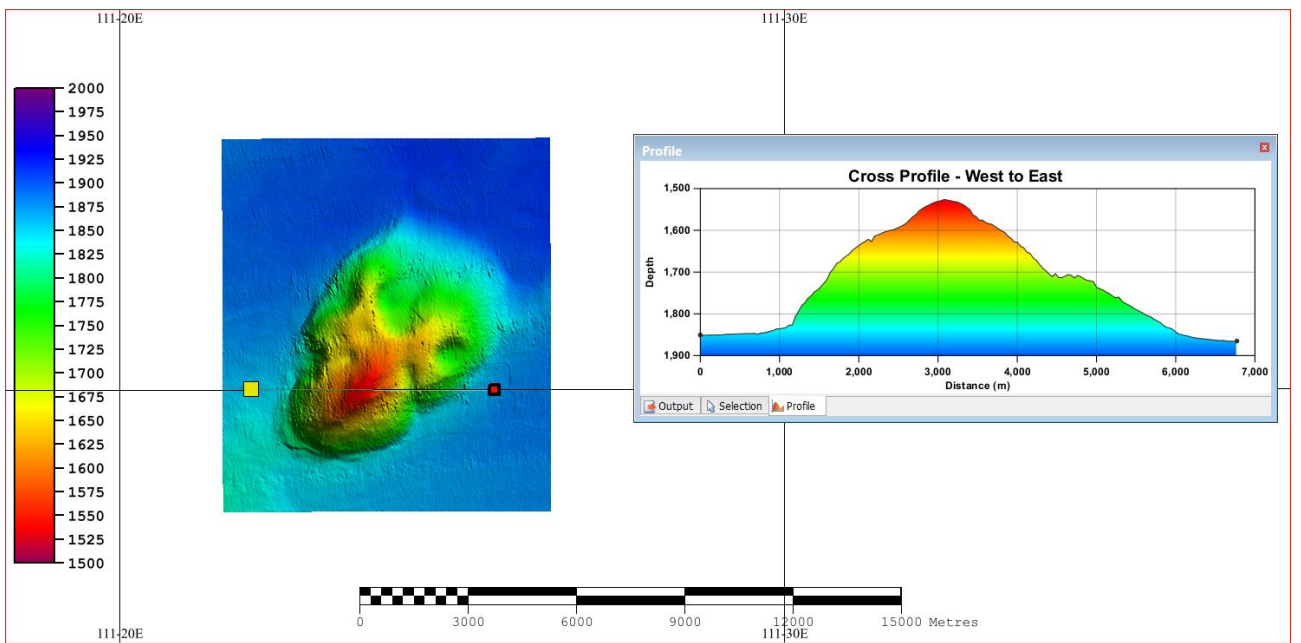 111-20E 111-30E
2000
1975
1950
1925
1900
1875
1850
1825
1800
1775
1750
1725
1700
1675
1650
1625
1600
1575
1550
1525
1500
Profile
Cross Profile - West to East
Depth
1,500
1,600
1,700
1,800
1,900
0 1,000 2,000 3,000 4,000 5,000 6,000 7,000
Distance (m)
Output Selection Profile
0 3000 6000 9000 12000 15000 Metres
111-20E 111-30E